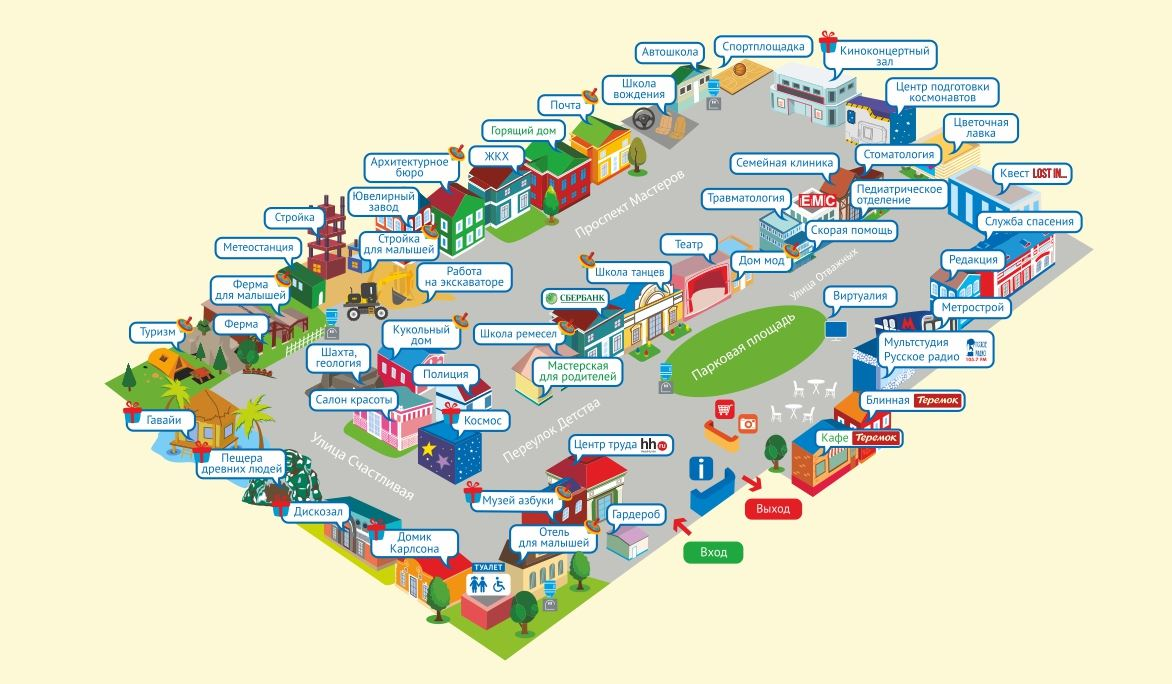 Автошкола
Спортплощадка
Киноконцертный
зал
Школа
вождения
Центр подготовки
космонавтов
Почта
Цветочная
лавка
Горящий дом
ЖКХ
Архитектурное
бюро
Семейная клиника
Стоматология
Квест LOST IN...
Ювелирный
завод
Проспект Мастеров
Травматология
EMC
Педиатрическое
отделение
Стройка
Служба спасения
Скорая помощь
Метеостанция
Стройка
для малышей
Театр
Дом мод
Редакция
Работа
на экскаваторе
Школа танцев
Улица Отважных
Ферма
для малышей
СБЕРБАНК
Виртуалия
Метрострой
М
Туризм
Ферма
Кукольный
дом
Школа ремесел
Парковая площадь
Мультстудия
Русское радио
105.7 FM
Шахта,
геология
Полиция
Мастерская
для родителей
Салон красоты
Блинная Теремок
Гавайи
Космос
Переулок Детства
Кафе Теремок
Центр труда hh.ru
Улица Счастливая
Пещера
древних людей
i
Музей азбуки
Гардероб
Выход
Дискозал
Отель
для малышей
Домик
Карлсона
Вход
ТУАЛЕТ